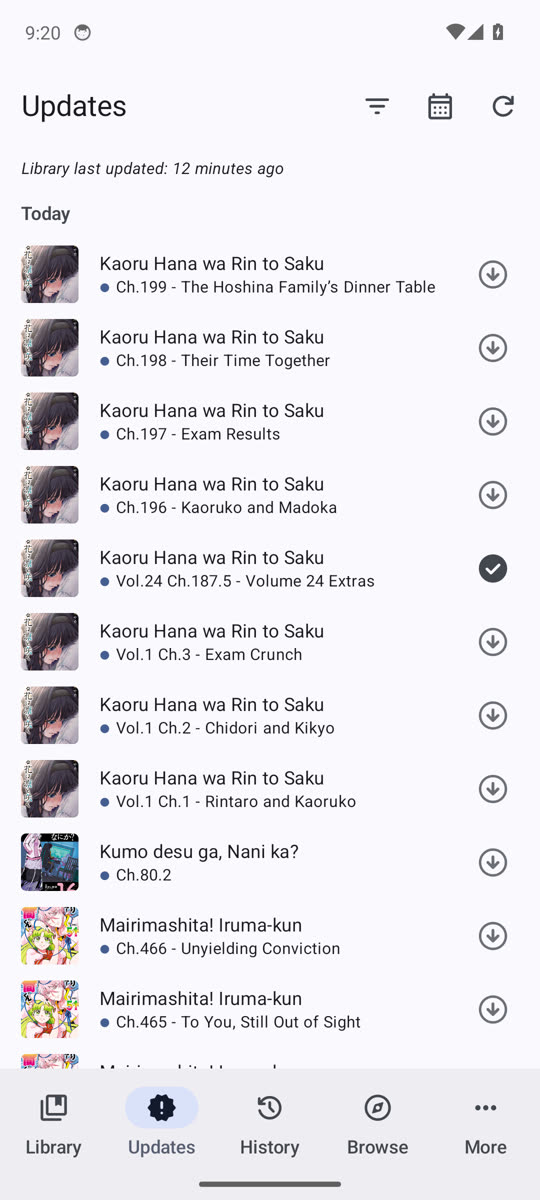 9:20
Updates
Library last updated: 12 minutes ago
Today
Kaoru Hana wa Rin to Saku
Ch.199 - The Hoshina Family’s Dinner Table
Kaoru Hana wa Rin to Saku
Ch.198 - Their Time Together
Kaoru Hana wa Rin to Saku
Ch.197 - Exam Results
Kaoru Hana wa Rin to Saku
Ch.196 - Kaoruko and Madoka
Kaoru Hana wa Rin to Saku
Vol.24 Ch.187.5 - Volume 24 Extras
Kaoru Hana wa Rin to Saku
Vol.1 Ch.3 - Exam Crunch
Kaoru Hana wa Rin to Saku
Vol.1 Ch.2 - Chidori and Kikyo
Kaoru Hana wa Rin to Saku
Vol.1 Ch.1 - Rintaro and Kaoruko
なにか?
Kumo desu ga, Nani ka?
Ch.80.2
Mairimashita! Iruma-kun
Ch.466 - Unyielding Conviction
Mairimashita! Iruma-kun
Ch.465 - To You, Still Out of Sight
Library
Updates
History
Browse
More